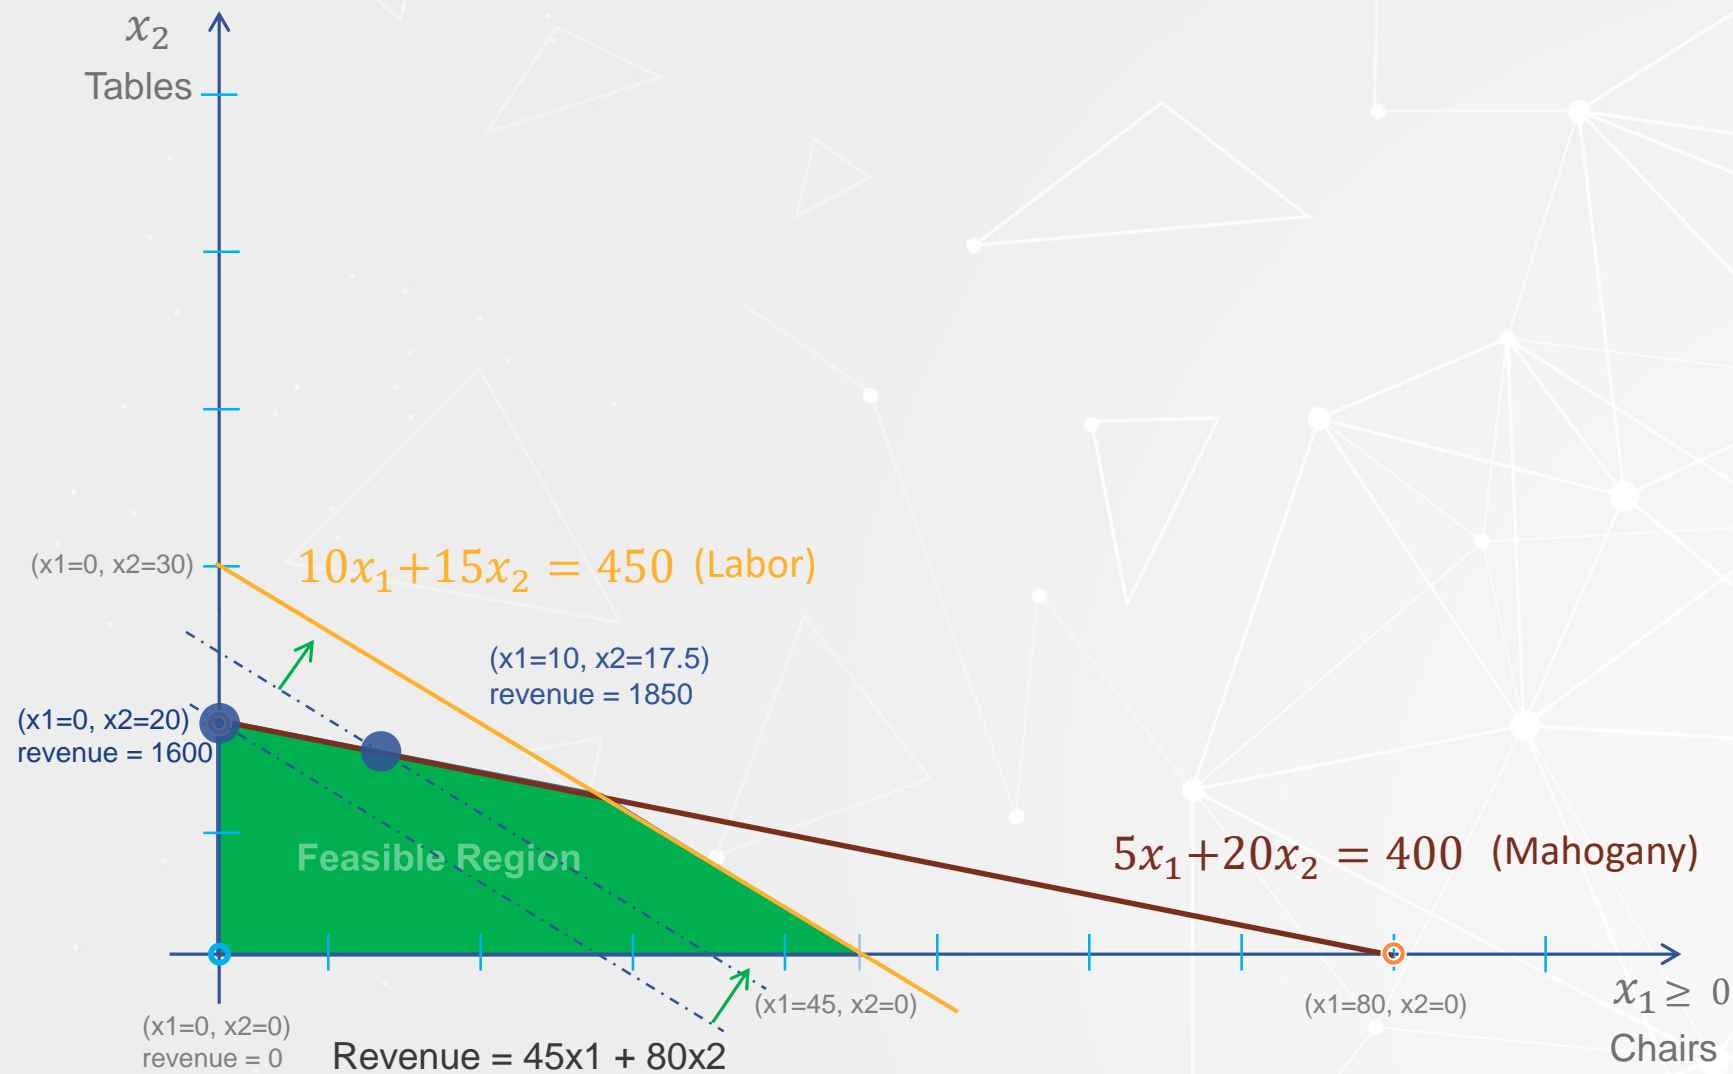 x₂
Tables
(x1=0, x2=30)
10x₁+15x₂ = 450 (Labor)
(x1=10, x2=17.5)
revenue = 1850
(x1=0, x2=20)
revenue = 1600
Feasible Region
5x₁+20x₂ = 400 (Mahogany)
(x1=45, x2=0)
(x1=80, x2=0)
x₁ ≥ 0
Chairs
(x1=0, x2=0)
revenue = 0
Revenue = 45x1 + 80x2